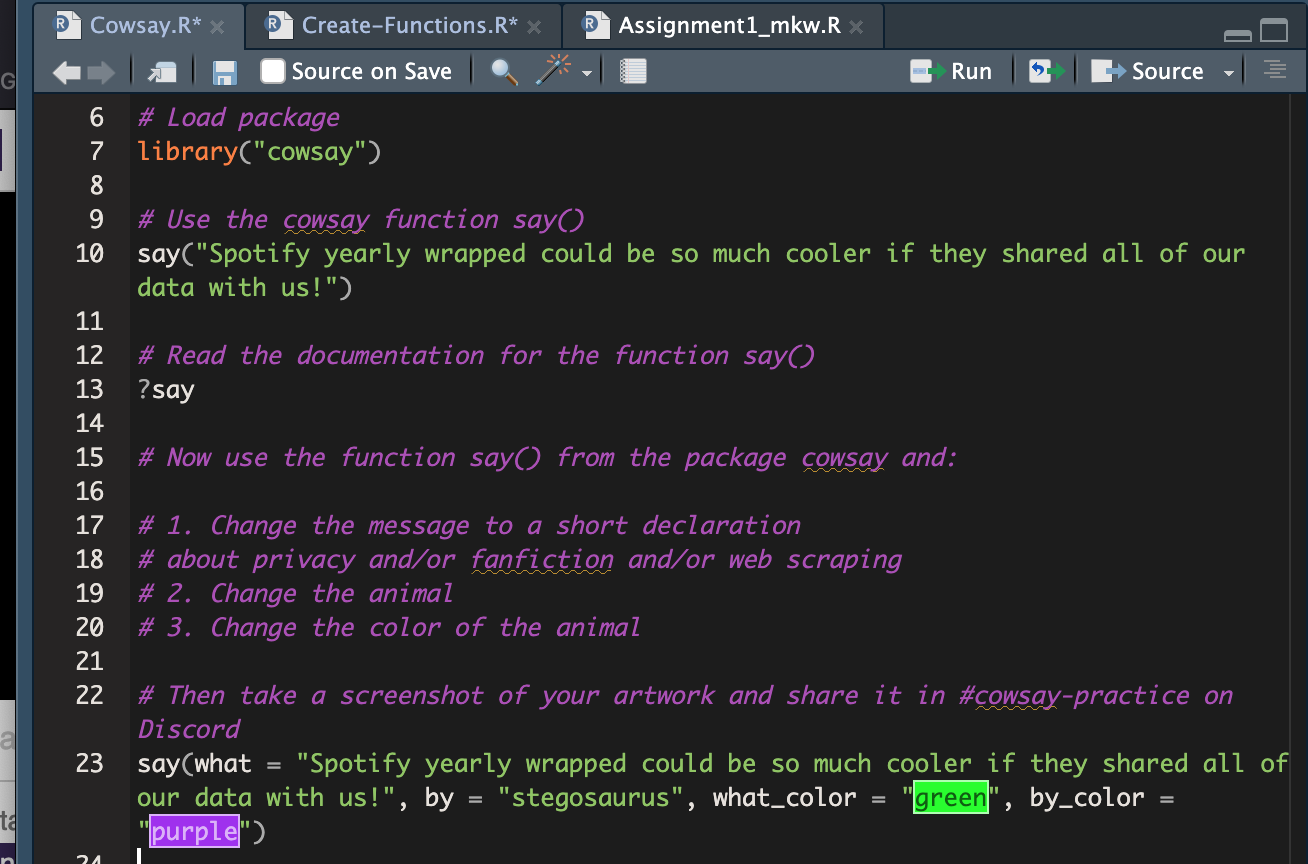 Cowsay.R* Create-Functions.R* Assignment1_mkw.R
Source on Save Run Source
6 # Load package
7 library("cowsay")
8
9 # Use the cowsay function say()
10 say("Spotify yearly wrapped could be so much cooler if they shared all of our
data with us!")
11
12 # Read the documentation for the function say()
13 ?say
14
15 # Now use the function say() from the package cowsay and:
16
17 # 1. Change the message to a short declaration
18 # about privacy and/or fanfiction and/or web scraping
19 # 2. Change the animal
20 # 3. Change the color of the animal
21
22 # Then take a screenshot of your artwork and share it in #cowsay-practice on
Discord
23 say(what = "Spotify yearly wrapped could be so much cooler if they shared all of
our data with us!", by = "stegosaurus", what_color = "green", by_color =
"purple")
24